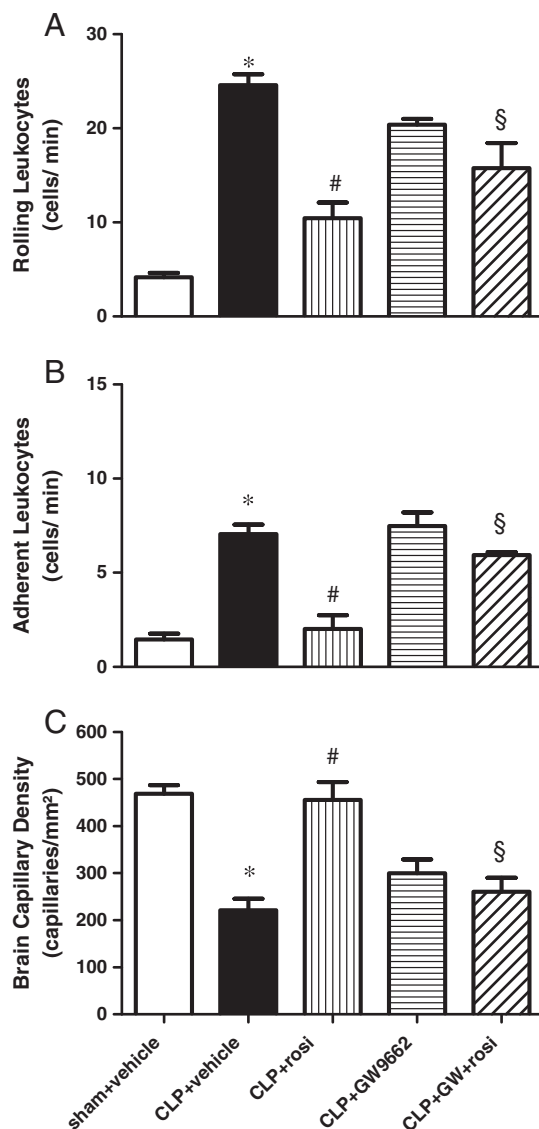 A
Rolling Leukocytes
(cells/ min)
30
20
10
0
*
#
§
B
Adherent Leukocytes
(cells/ min)
15
10
5
0
*
#
§
C
Brain Capillary Density
(capillaries/mm²)
600
500
400
300
200
100
0
*
#
§
sham+vehicle
CLP+vehicle
CLP+rosi
CLP+GW9662
CLP+GW+rosi